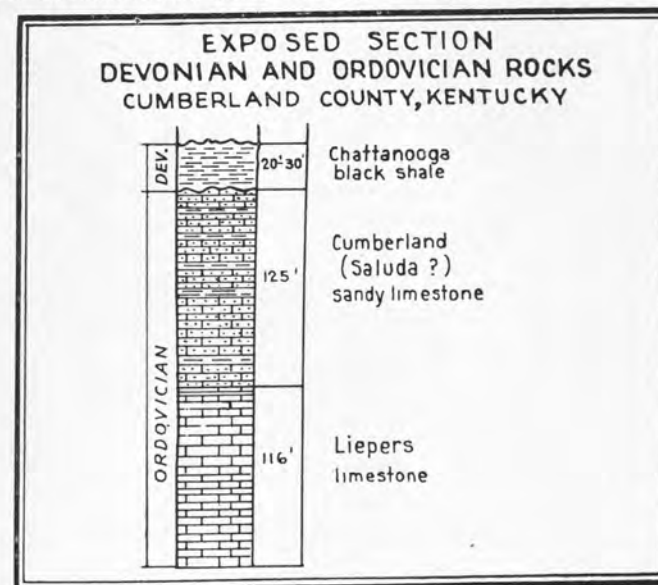 EXPOSED SECTION
DEVONIAN AND ORDOVICIAN ROCKS
CUMBERLAND COUNTY, KENTUCKY
DEV.
20'-30'
Chattanooga
black shale
ORDOVICIAN
125'
Cumberland
(Saluda ?)
sandy limestone
116'
Liepers
limestone